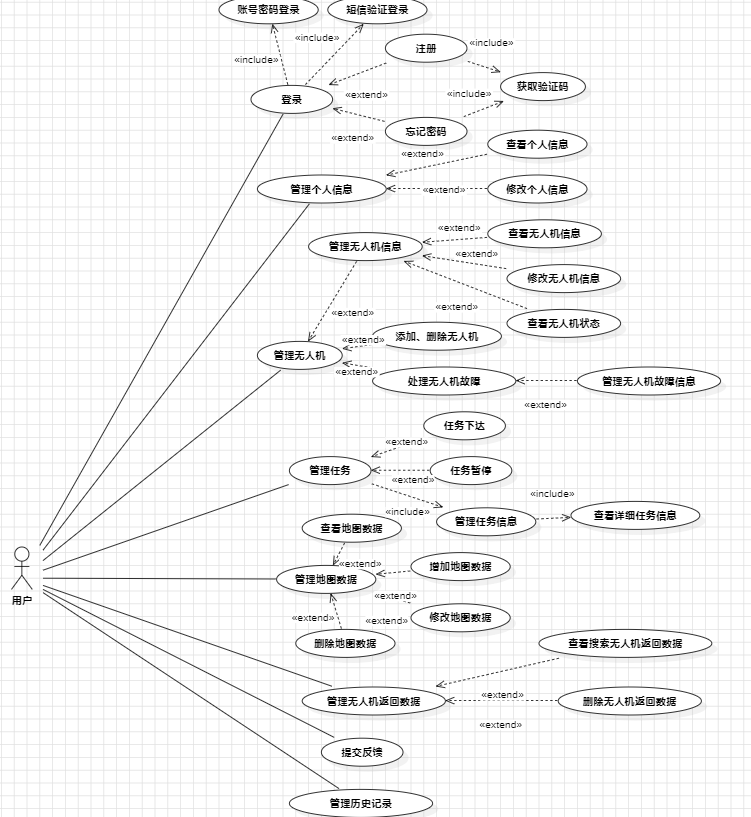 账号密码登录
短信验证登录
«include»
«include»
注册
«include»
登录
«extend»
获取验证码
«include»
忘记密码
«extend»
查看个人信息
«extend»
管理个人信息
«extend»
修改个人信息
«extend»
查看无人机信息
管理无人机信息
«extend»
修改无人机信息
«extend»
«extend»
查看无人机状态
«extend»
添加、删除无人机
管理无人机
«extend»
处理无人机故障
管理无人机故障信息
«extend»
任务下达
«extend»
管理任务
任务暂停
«extend»
«include»
«include»
管理任务信息
查看详细任务信息
查看地图数据
«extend»
增加地图数据
管理地图数据
«extend»
«extend»
«extend»
修改地图数据
删除地图数据
用户
查看搜索无人机返回数据
«extend»
管理无人机返回数据
删除无人机返回数据
«extend»
提交反馈
管理历史记录